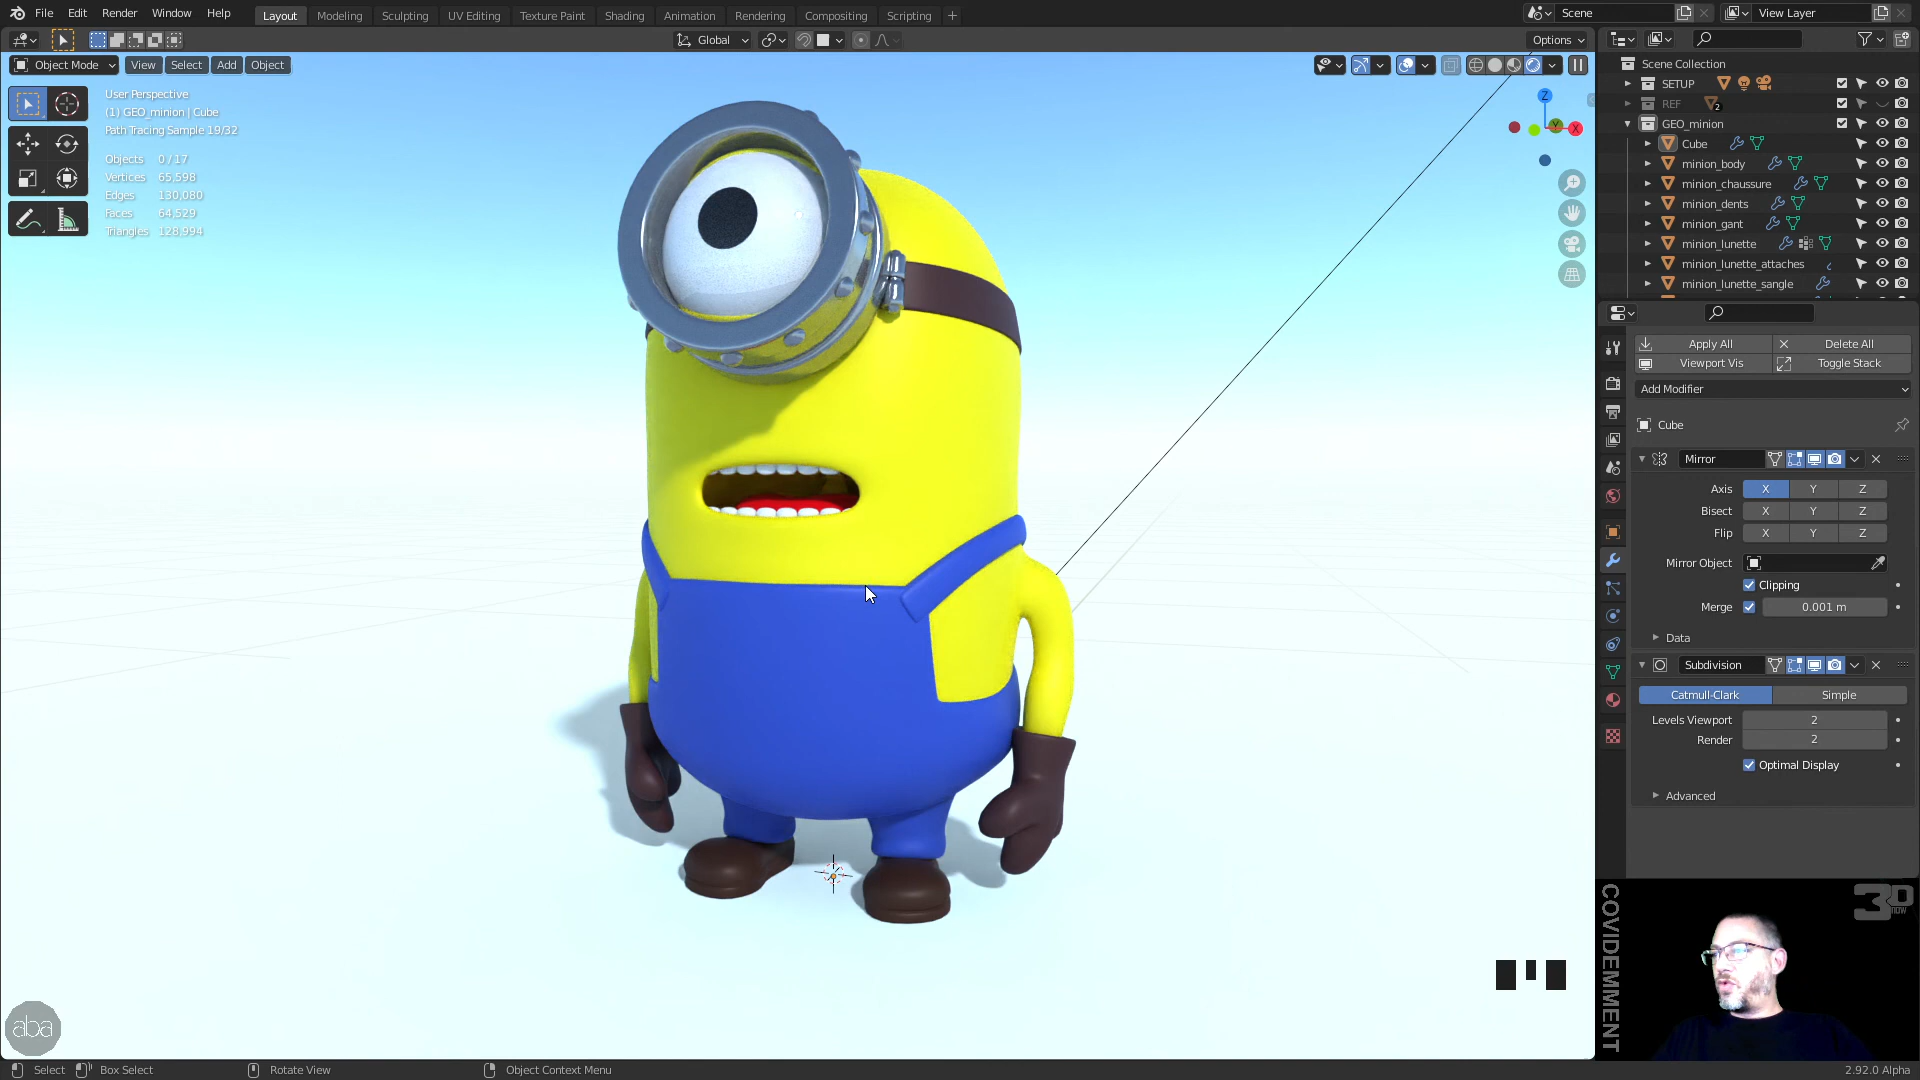 File Edit Render Window Help
Layout Modeling Sculpting UV Editing Texture Paint Shading Animation Rendering Compositing Scripting +
Scene
View Layer
Global
Options
Object Mode View Select Add Object
User Perspective
(1) GEO_minion | Cube
Path Tracing Sample 19/32
Objects 0 / 17
Vertices 65,598
Edges 130,080
Faces 64,529
Triangles 128,994
Z
Y
X
Scene Collection
SETUP
REF 2
GEO_minion
Cube
minion_body
minion_chaussure
minion_dents
minion_gant
minion_lunette
minion_lunette_attaches
minion_lunette_sangle
Apply All Delete All
Viewport Vis Toggle Stack
Add Modifier
Cube
Mirror
Axis X Y Z
Bisect X Y Z
Flip X Y Z
Mirror Object
Clipping
Merge 0.001 m
Data
Subdivision
Catmull-Clark Simple
Levels Viewport 2
Render 2
Optimal Display
Advanced
COVIDEMMENT
3D
now
aba
Select Box Select Rotate View Object Context Menu
2.92.0 Alpha